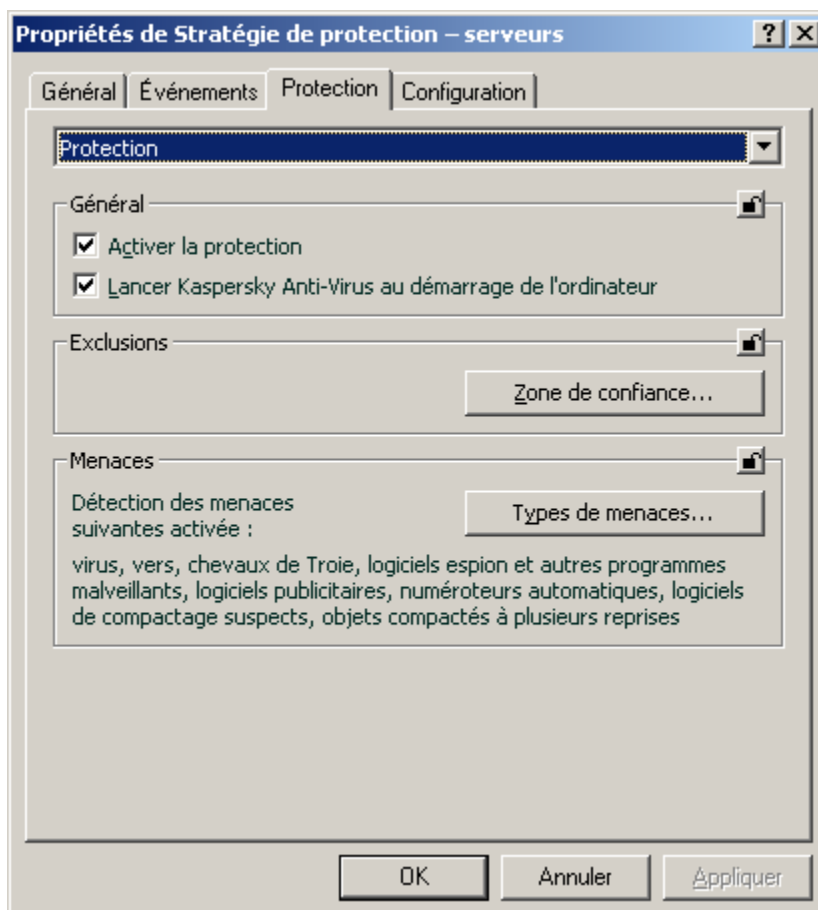 Propriétés de Stratégie de protection – serveurs
Général Événements Protection Configuration
Protection
Général
Activer la protection
Lancer Kaspersky Anti-Virus au démarrage de l'ordinateur
Exclusions
Zone de confiance...
Menaces
Détection des menaces
suivantes activée :
Types de menaces...
virus, vers, chevaux de Troie, logiciels espion et autres programmes
malveillants, logiciels publicitaires, numéroteurs automatiques, logiciels
de compactage suspects, objets compactés à plusieurs reprises
OK Annuler Appliquer